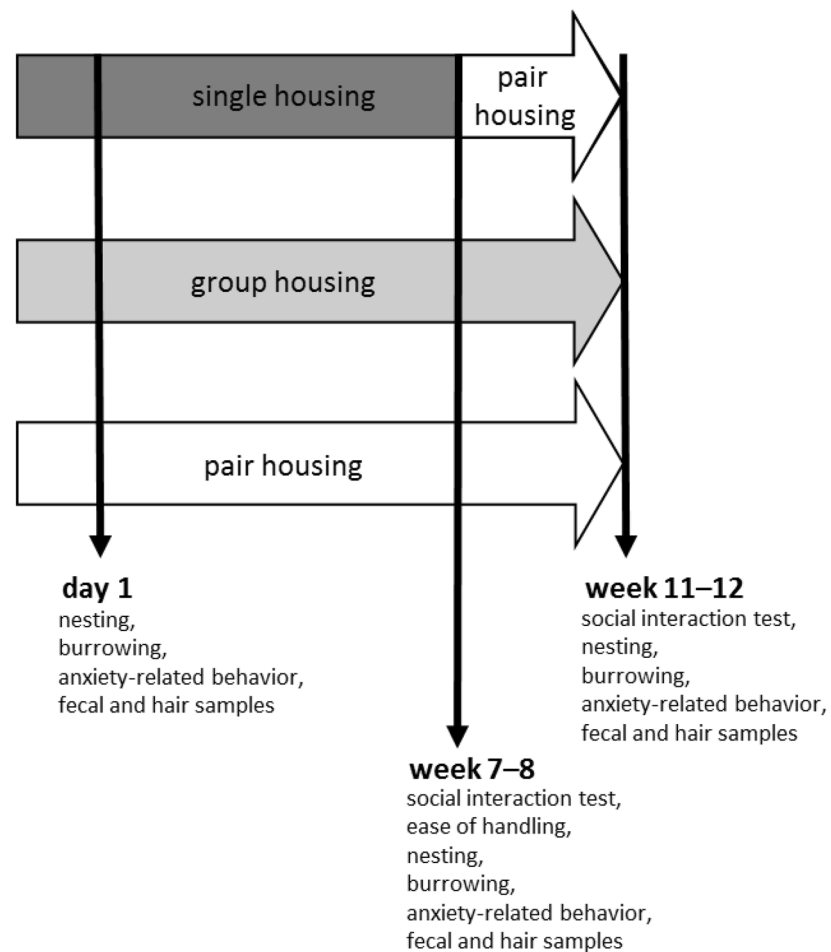 single housing
pair
housing
group housing
pair housing
day 1
nesting,
burrowing,
anxiety-related behavior,
fecal and hair samples
week 11–12
social interaction test,
nesting,
burrowing,
anxiety-related behavior,
fecal and hair samples
week 7–8
social interaction test,
ease of handling,
nesting,
burrowing,
anxiety-related behavior,
fecal and hair samples